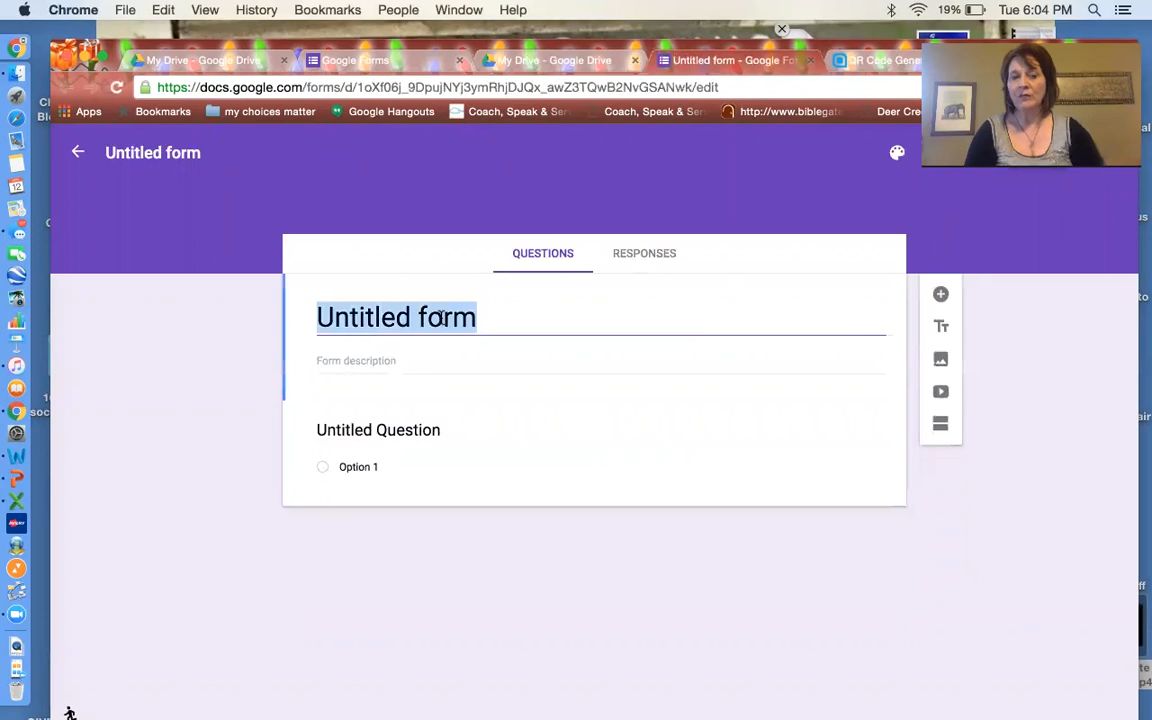 Chrome File Edit View History Bookmarks People Window Help 19% Tue 6:04 PM
My Drive - Google Drive Google Forms My Drive - Google Drive Untitled form - Google Fo QR Code Gene
https://docs.google.com/forms/d/1oXf06j_9DpujNYj3ymRhjDJQx_awZ3TQwB2NvGSANwk/edit
Apps Bookmarks my choices matter Google Hangouts Coach, Speak & Ser Coach, Speak & Se http://www.biblegate Deer Cre
Untitled form
QUESTIONS RESPONSES
Untitled form
Form description
Untitled Question
Option 1